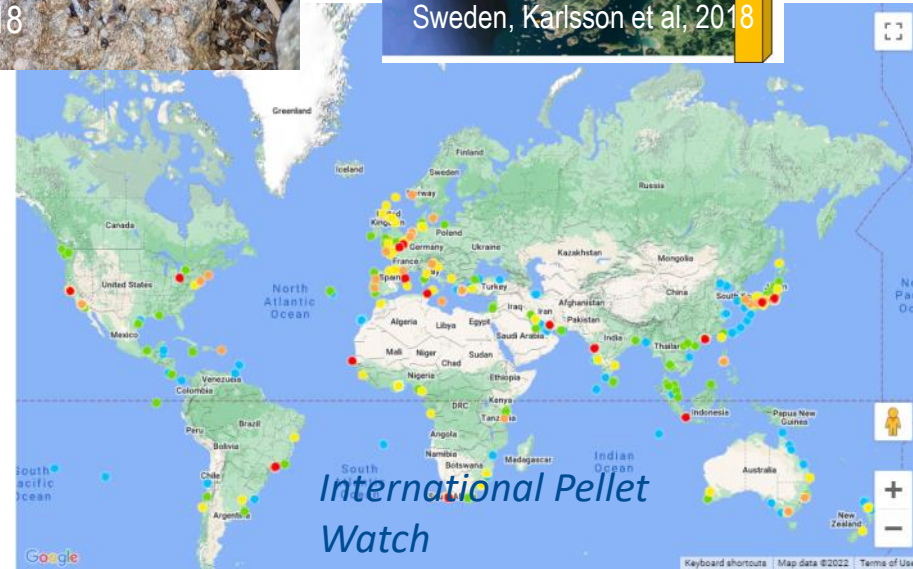 8
Sweden, Karlsson et al, 2018
Greenland
Iceland
Finland
Sweden
Norway
Russia
Canada
United Kingdom
Poland
Germany
Ukraine
Kazakhstan
Mongolia
France
Spain
Italy
Turkey
United States
North
Atlantic
Ocean
China
South
Iraq
Iran
Afghanistan
Pakistan
Algeria
Libya
Egypt
Saudi Arabia
India
Mexico
Mali
Niger
Chad
Sudan
Thailand
Nigeria
Ethiopia
Venezuela
Colombia
DRC
Kenya
Tanzania
Indonesia
Papua New
Guinea
Peru
Brazil
Bolivia
Angola
Namibia
Botswana
Madagascar
Indian
Ocean
Australia
South
Pacific
Ocean
Chile
Argentina
South
International Pellet
Watch
New
Zealand
Google
Keyboard shortcuts
Map data ©2022
Terms of Use